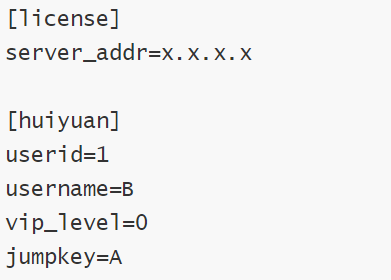 [license]
server_addr=x.x.x.x
[huiyuan]
userid=1
username=B
vip_level=0
jumpkey=A